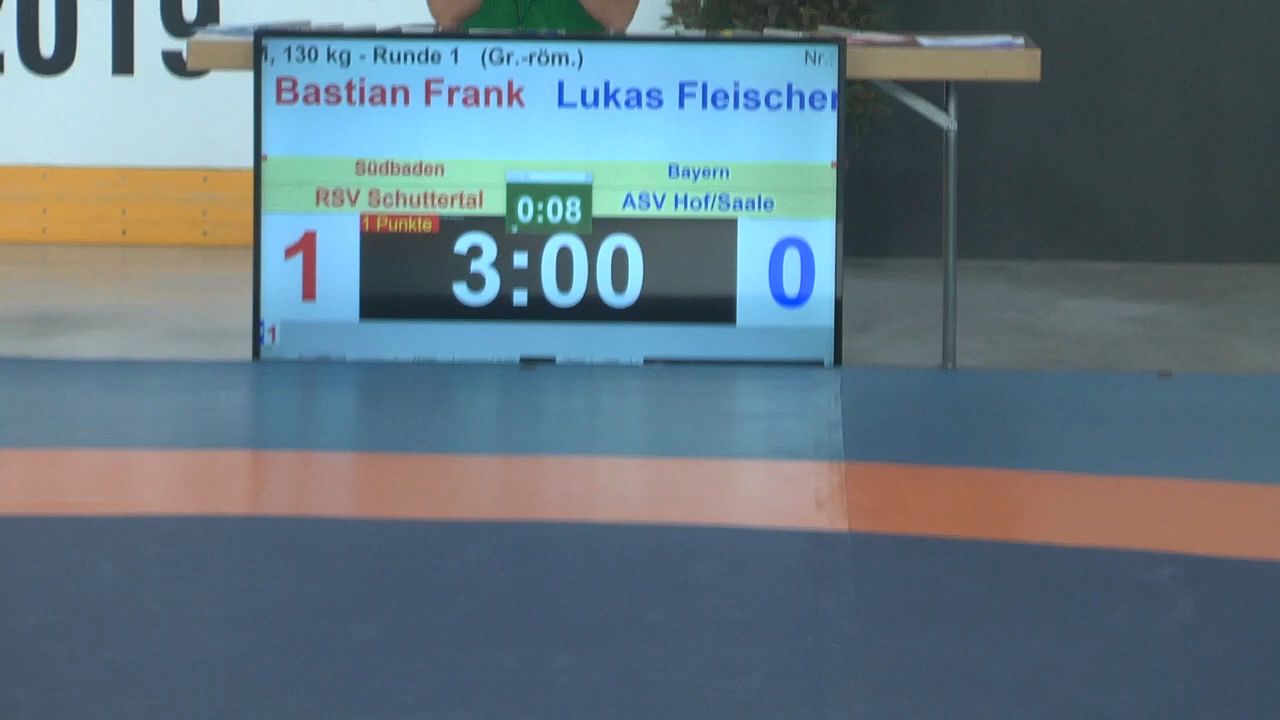 2019
, 130 kg - Runde 1 (Gr.-röm.) Nr.:
Bastian Frank Lukas Fleischer
Südbaden Bayern
RSV Schuttertal 0:08 ASV Hof/Saale
1 Punkte
1 3:00 0
1